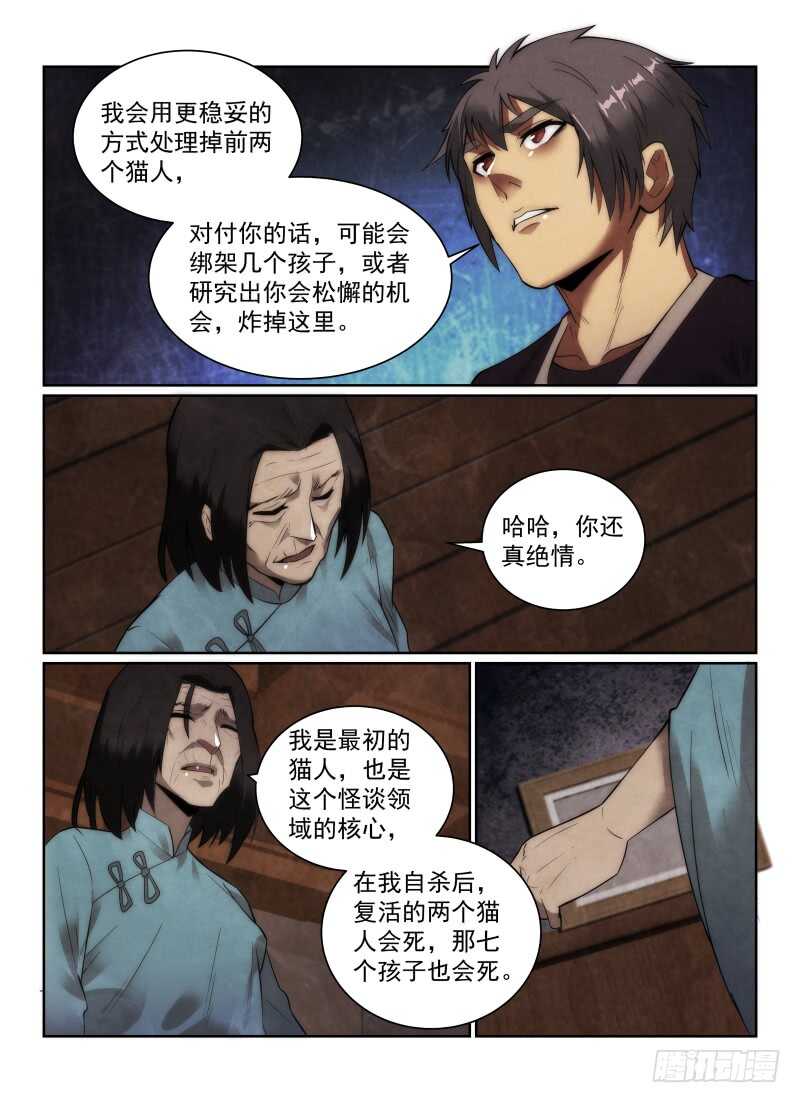 我会用更稳妥的
方式处理掉前两
个猫人，
对付你的话，可能会
绑架几个孩子，或者
研究出你会松懈的机
会，炸掉这里。
哈哈，你还
真绝情。
我是最初的
猫人，也是
这个怪谈领
域的核心，
在我自杀后，
复活的两个猫
人会死，那七
个孩子也会死。
腾讯动漫